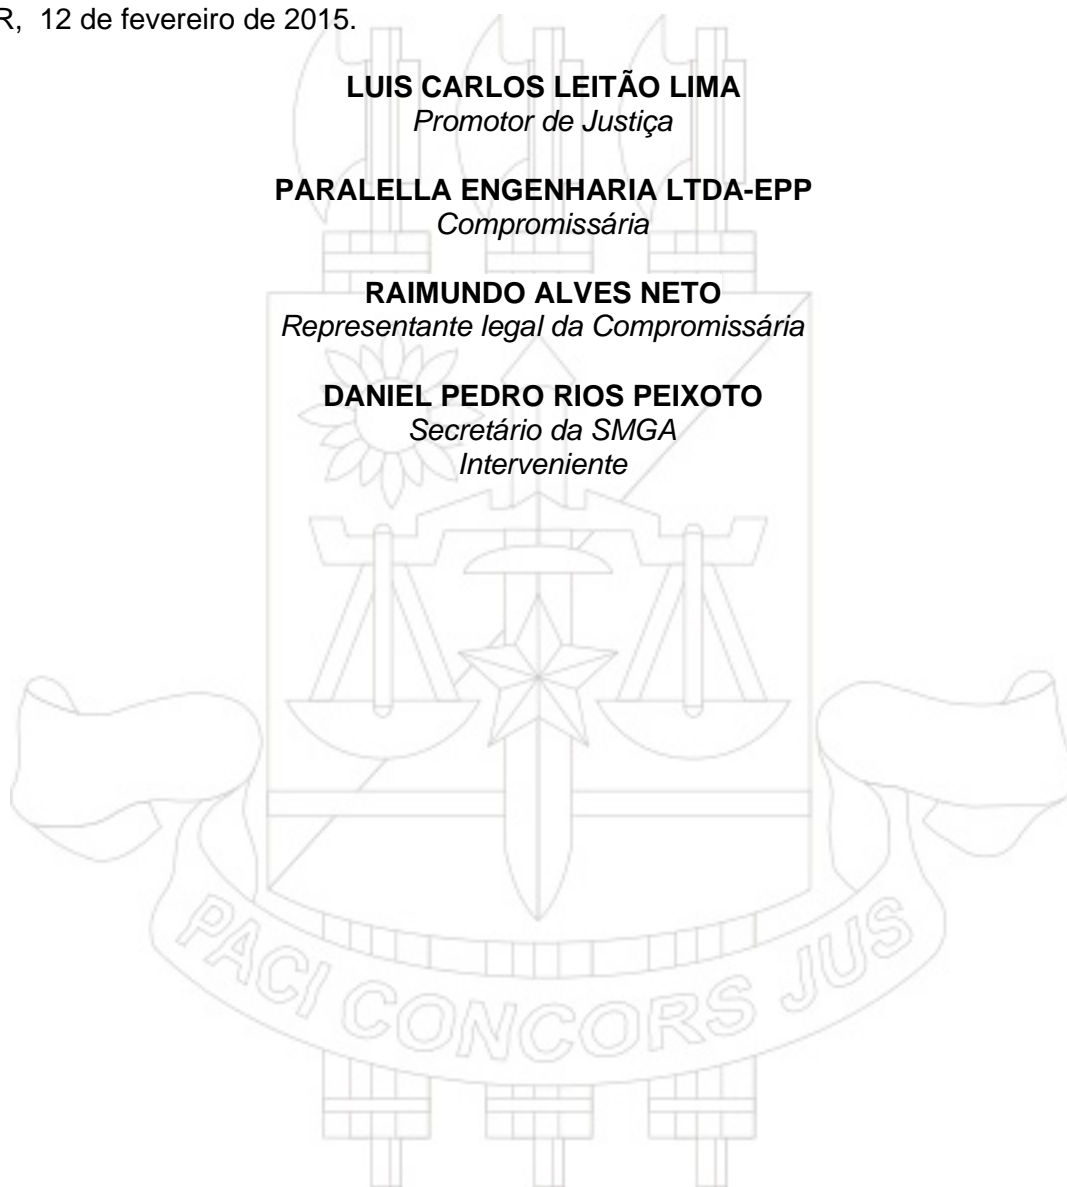 R, 12 de fevereiro de 2015.
LUIS CARLOS LEITÃO LIMA
Promotor de Justiça
PARALELLA ENGENHARIA LTDA-EPP
Compromissária
RAIMUNDO ALVES NETO
Representante legal da Compromissária
DANIEL PEDRO RIOS PEIXOTO
Secretário da SMGA
Interveniente
PACI CONCORS JUS